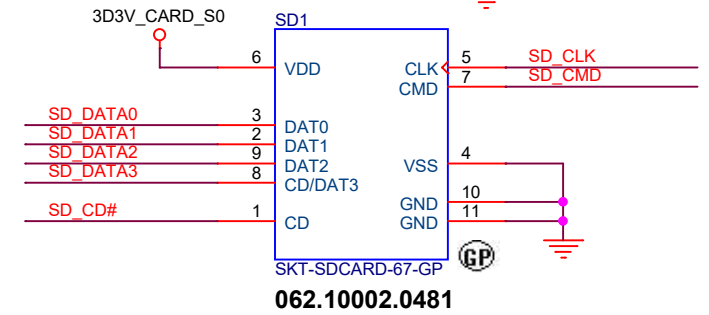 3D3V_CARD_S0
SD1
6 VDD
CLK 5 SD_CLK
CMD 7 SD_CMD
SD_DATA0 3 DAT0
SD_DATA1 2 DAT1
SD_DATA2 9 DAT2
VSS 4
SD_DATA3 8 CD/DAT3
GND 10
SD_CD# 1 CD
GND 11
SKT-SDCARD-67-GP
GP
062.10002.0481